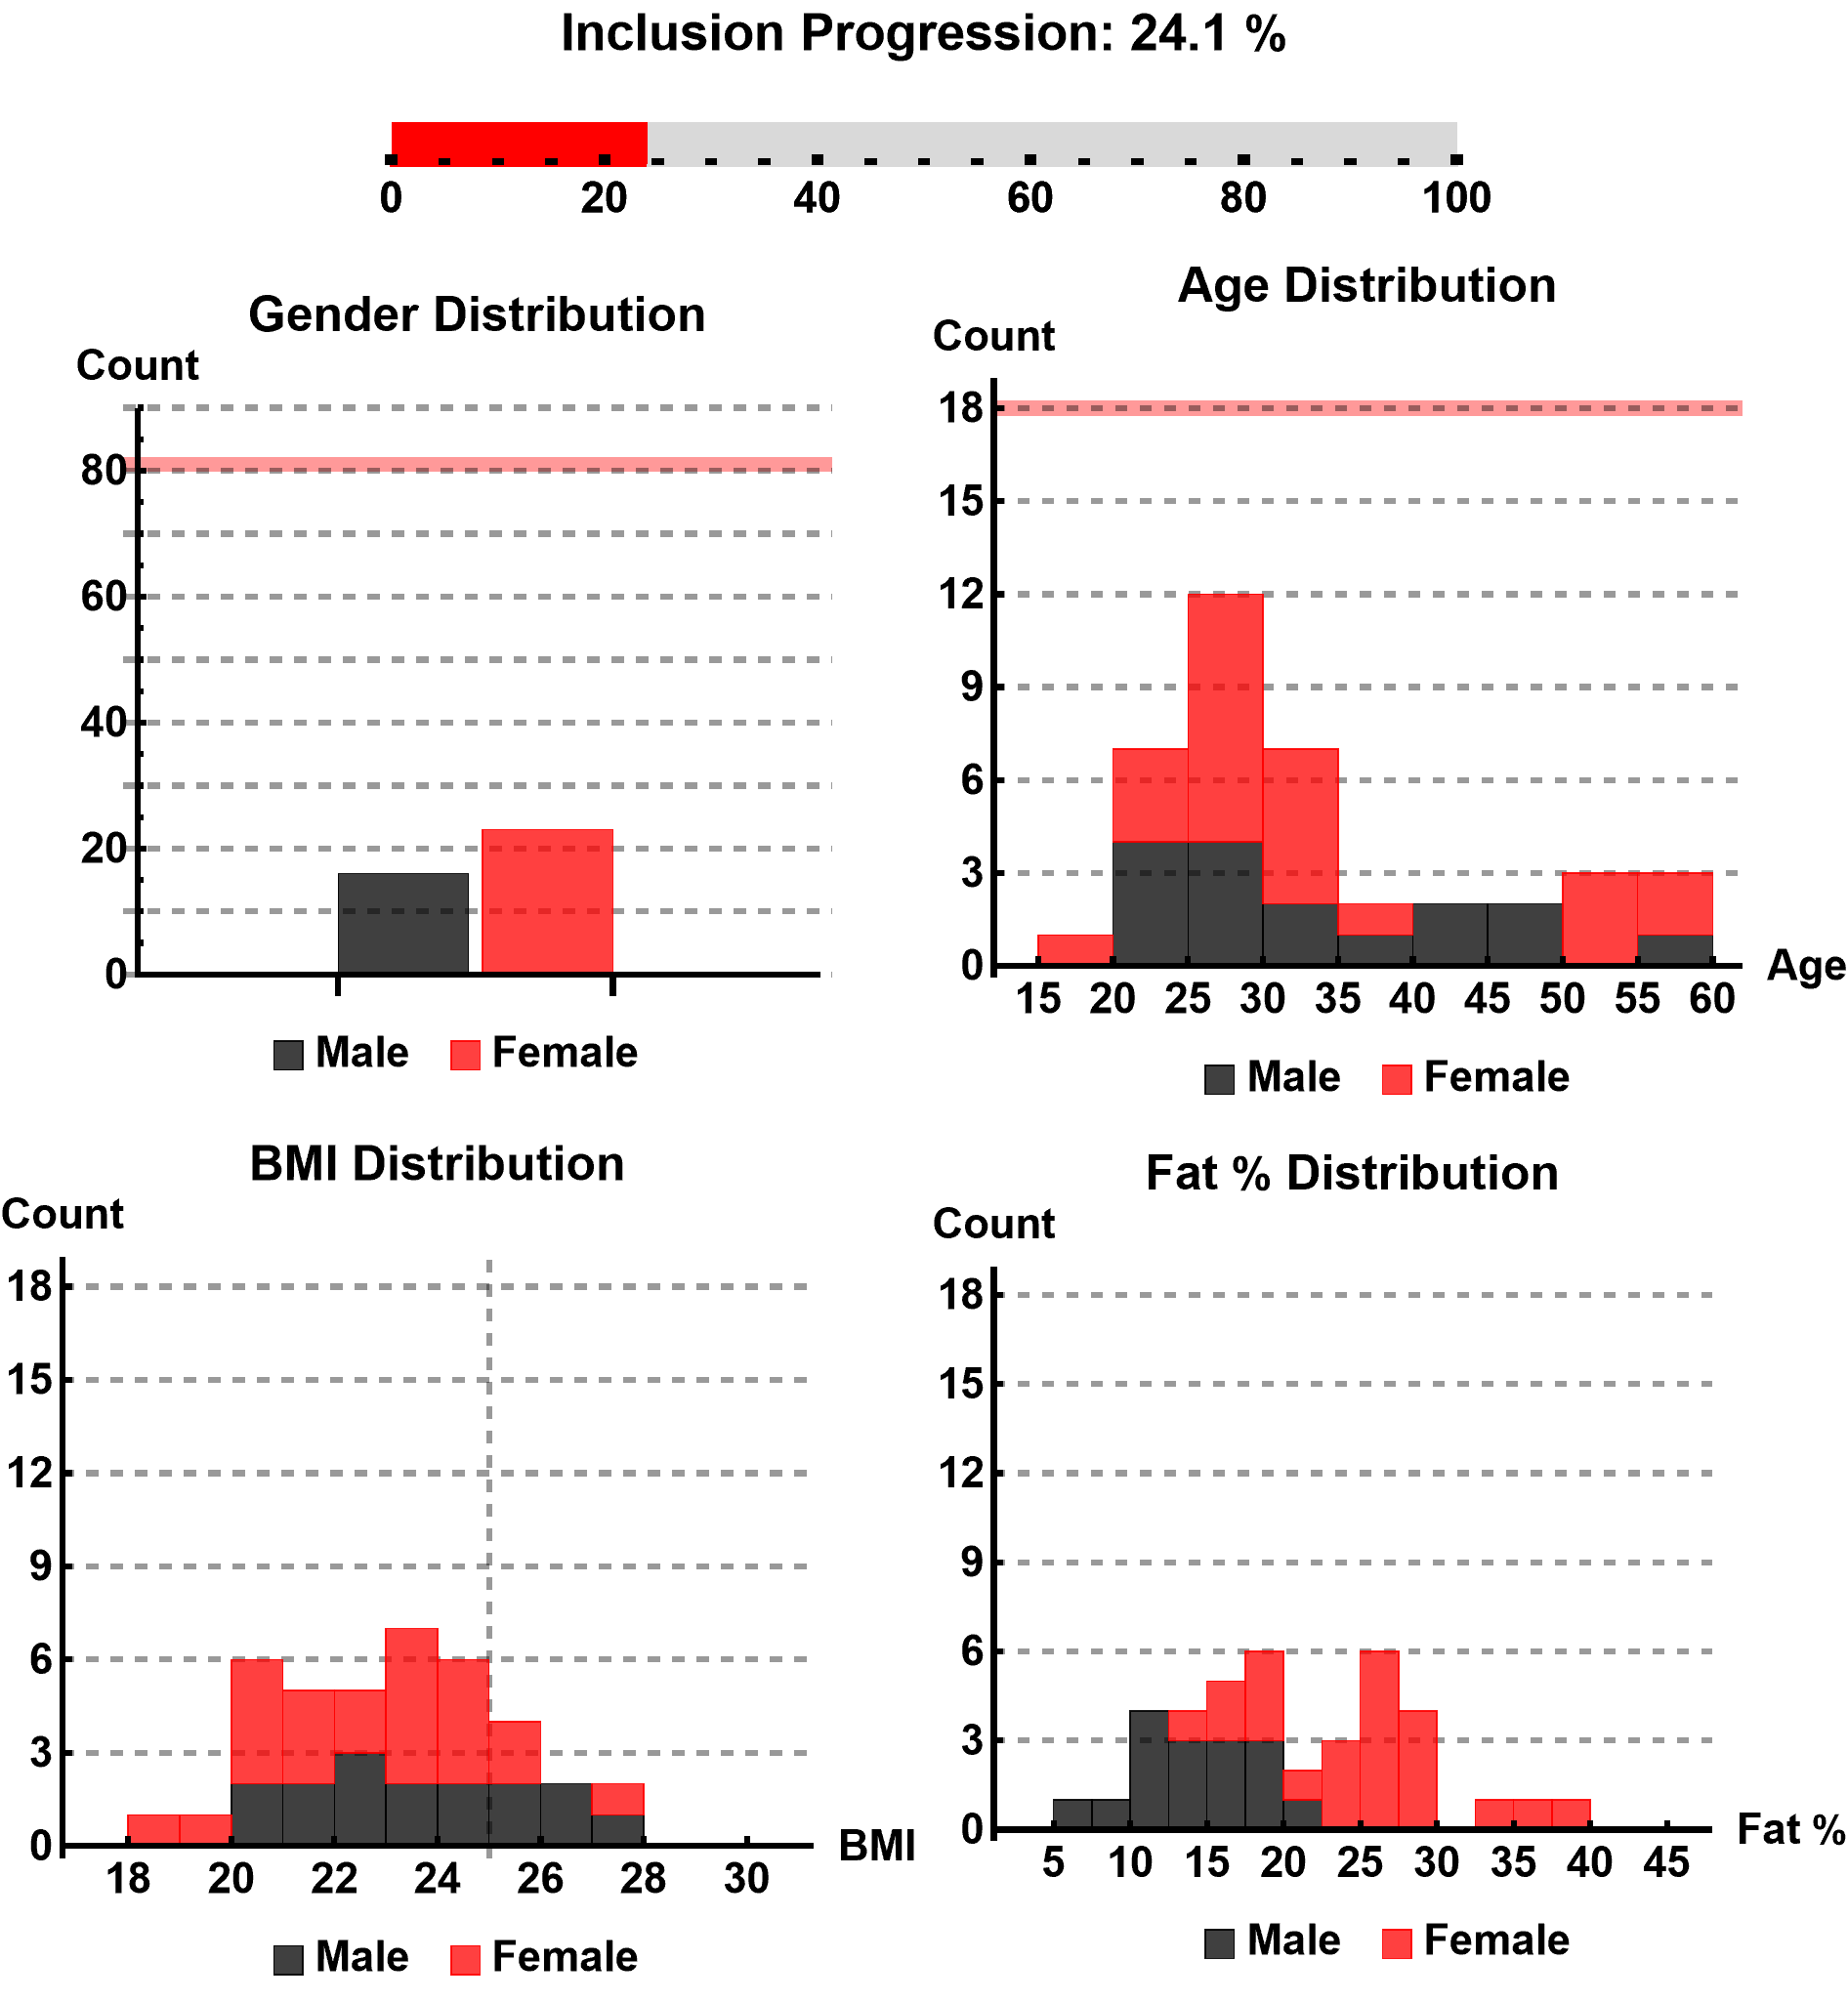 Inclusion Progression: 24.1 %
0 20 40 60 80 100
Gender Distribution
Count
80
60
40
20
0
Male Female
Age Distribution
Count
18
15
12
9
6
3
0
15 20 25 30 35 40 45 50 55 60
Age
Male Female
BMI Distribution
Count
18
15
12
9
6
3
0
18 20 22 24 26 28 30
BMI
Male Female
Fat % Distribution
Count
18
15
12
9
6
3
0
5 10 15 20 25 30 35 40 45
Fat %
Male Female